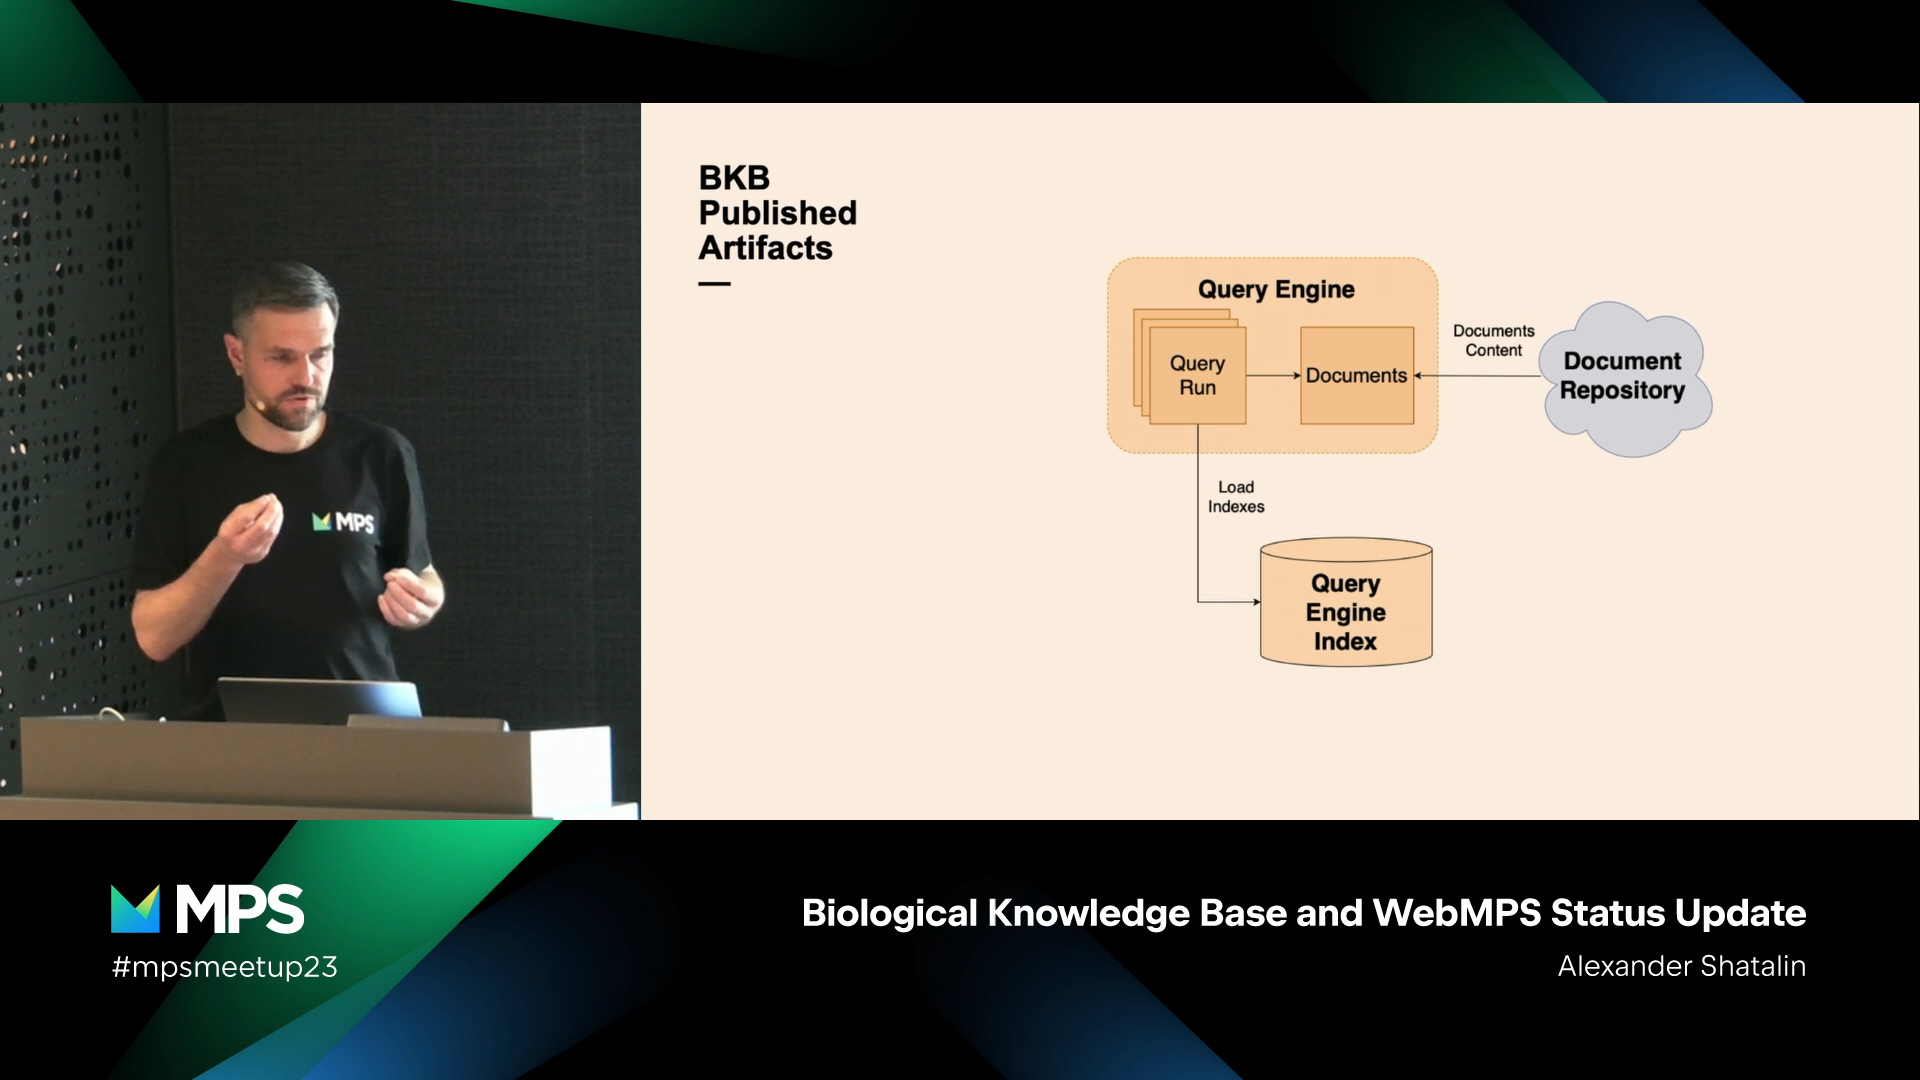 BKB
Published
Artifacts
Query Engine
Query
Run
Documents
Documents
Content
Document
Repository
Load
Indexes
Query
Engine
Index
MPS
MPS
#mpsmeetup23
Biological Knowledge Base and WebMPS Status Update
Alexander Shatalin